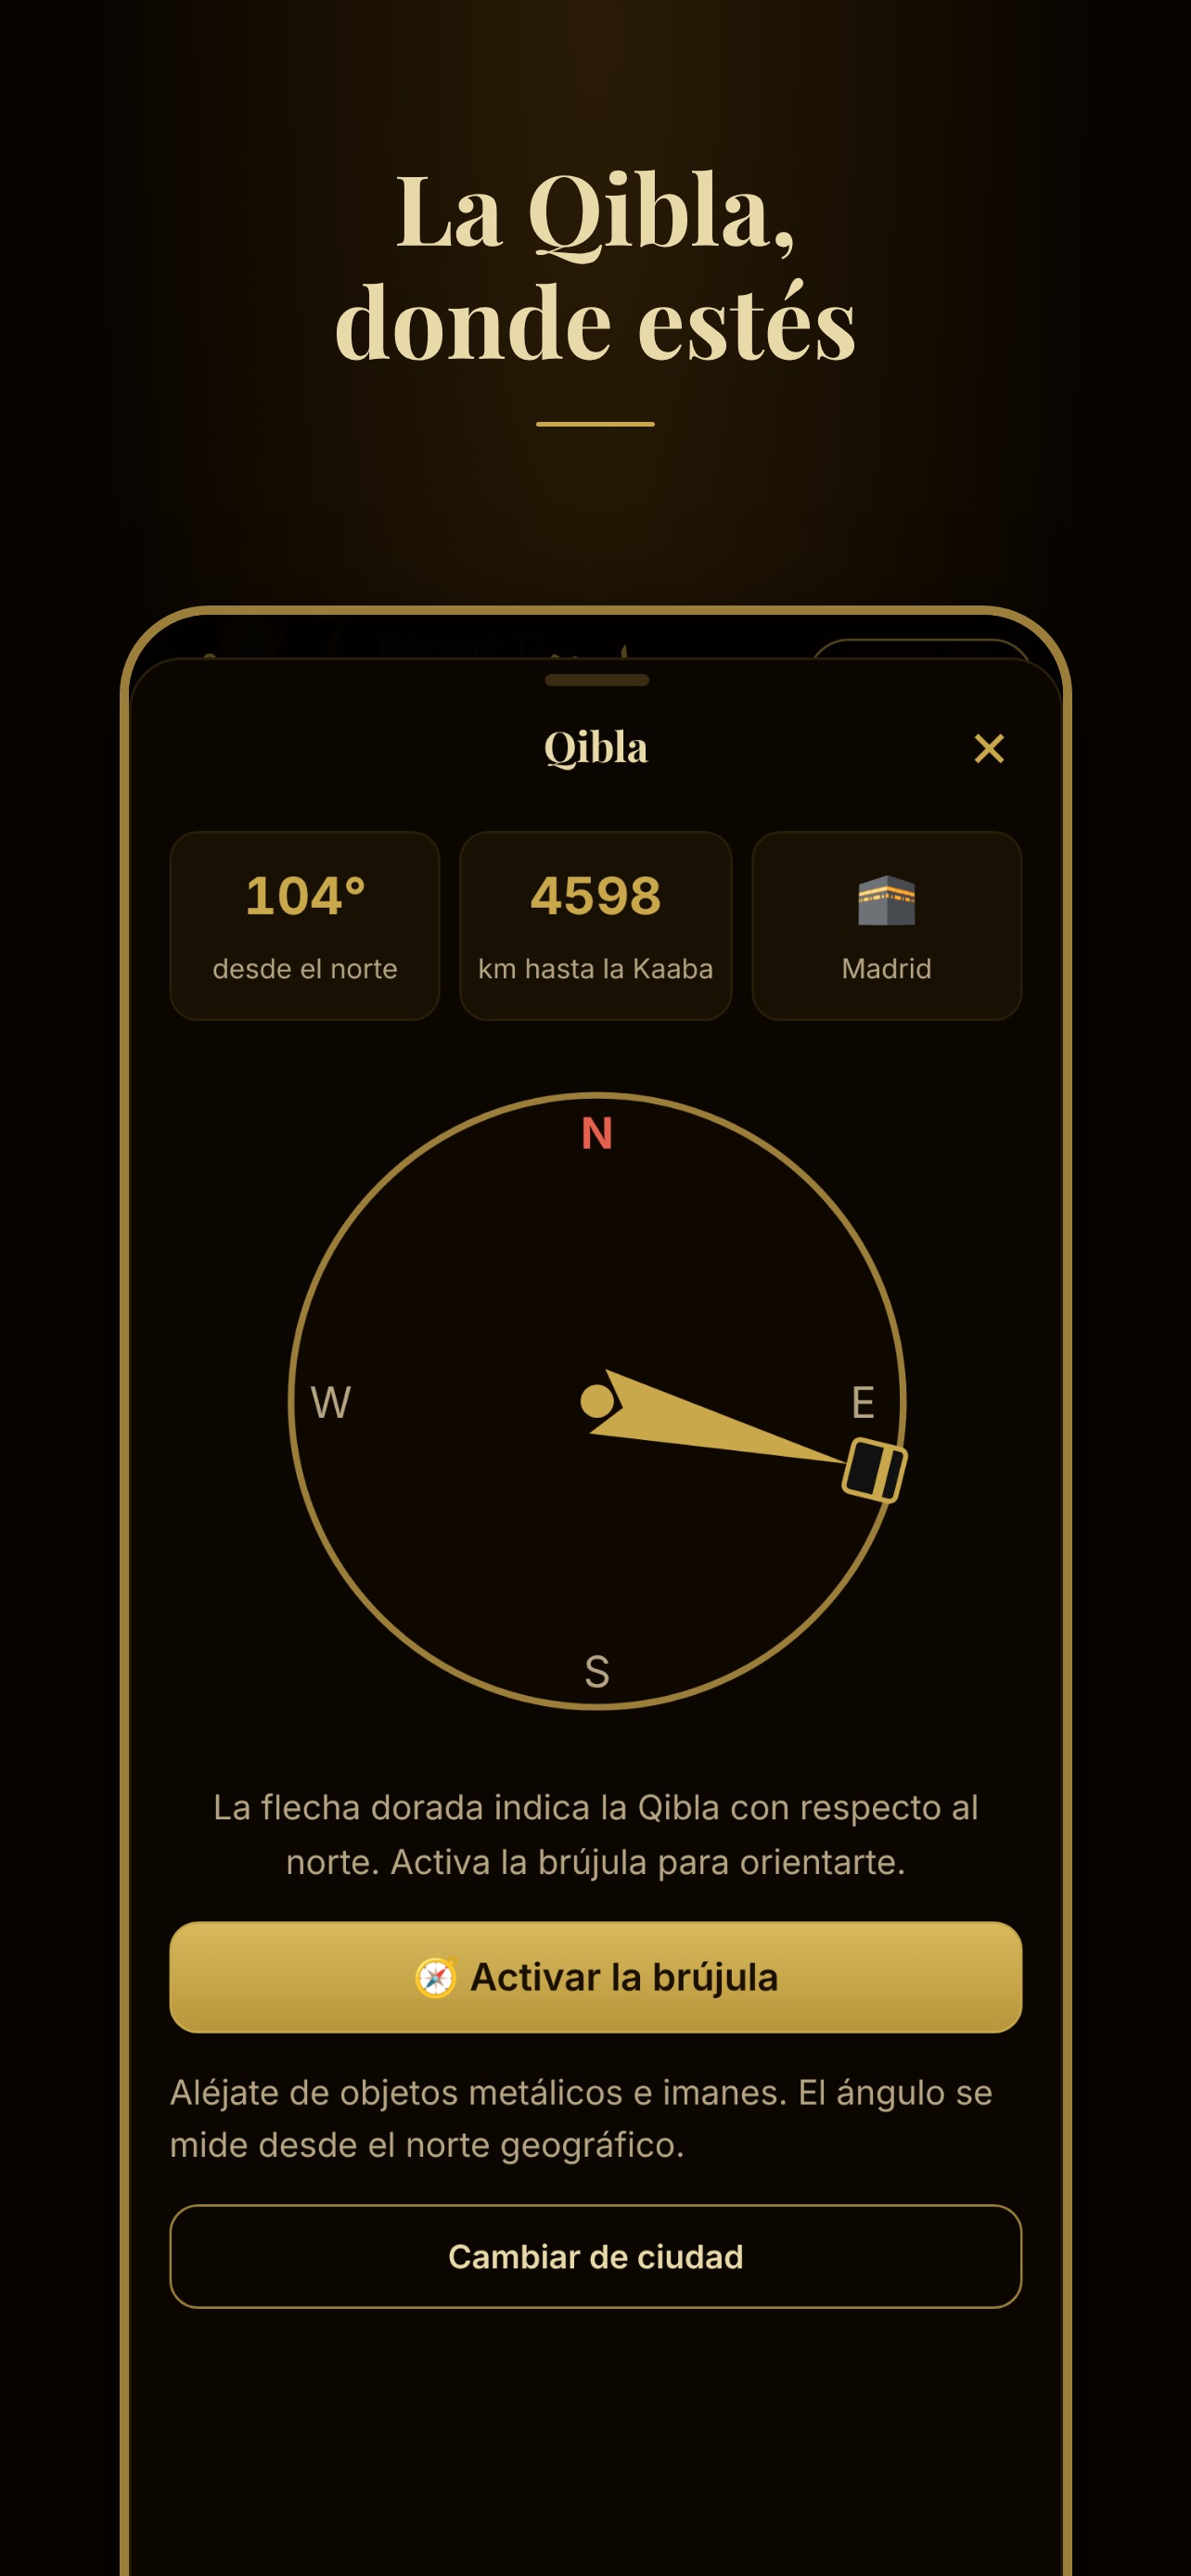 La Qibla,
donde estés
Qibla
104°
desde el norte
4598
km hasta la Kaaba
Madrid
N
W
E
S
La flecha dorada indica la Qibla con respecto al
norte. Activa la brújula para orientarte.
Activar la brújula
Aléjate de objetos metálicos e imanes. El ángulo se
mide desde el norte geográfico.
Cambiar de ciudad